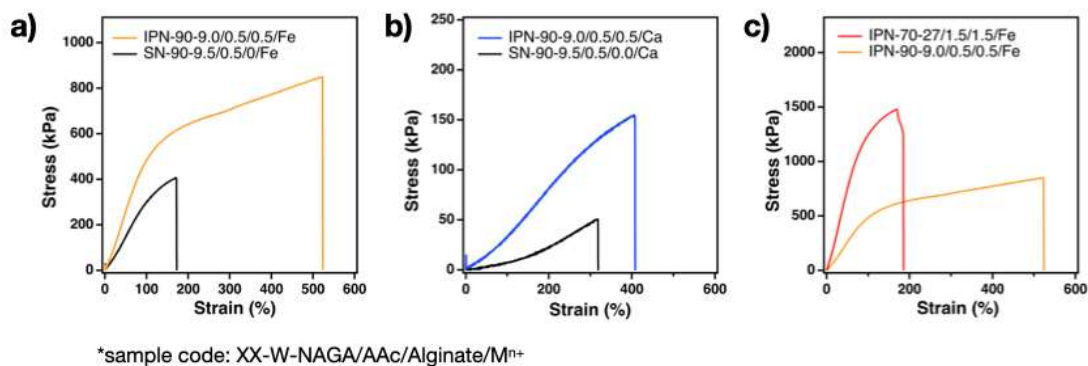 a)
IPN-90-9.0/0.5/0.5/Fe
SN-90-9.5/0.5/0/Fe
1000
800
600
400
200
0
Stress (kPa)
0 100 200 300 400 500 600
Strain (%)
b)
IPN-90-9.0/0.5/0.5/Ca
SN-90-9.5/0.5/0.0/Ca
250
200
150
100
50
0
Stress (kPa)
0 200 400 600
Strain (%)
c)
IPN-70-27/1.5/1.5/Fe
IPN-90-9.0/0.5/0.5/Fe
2000
1500
1000
500
0
Stress (kPa)
0 200 400 600
Strain (%)
*sample code: XX-W-NAGA/AAc/Alginate/Mⁿ⁺